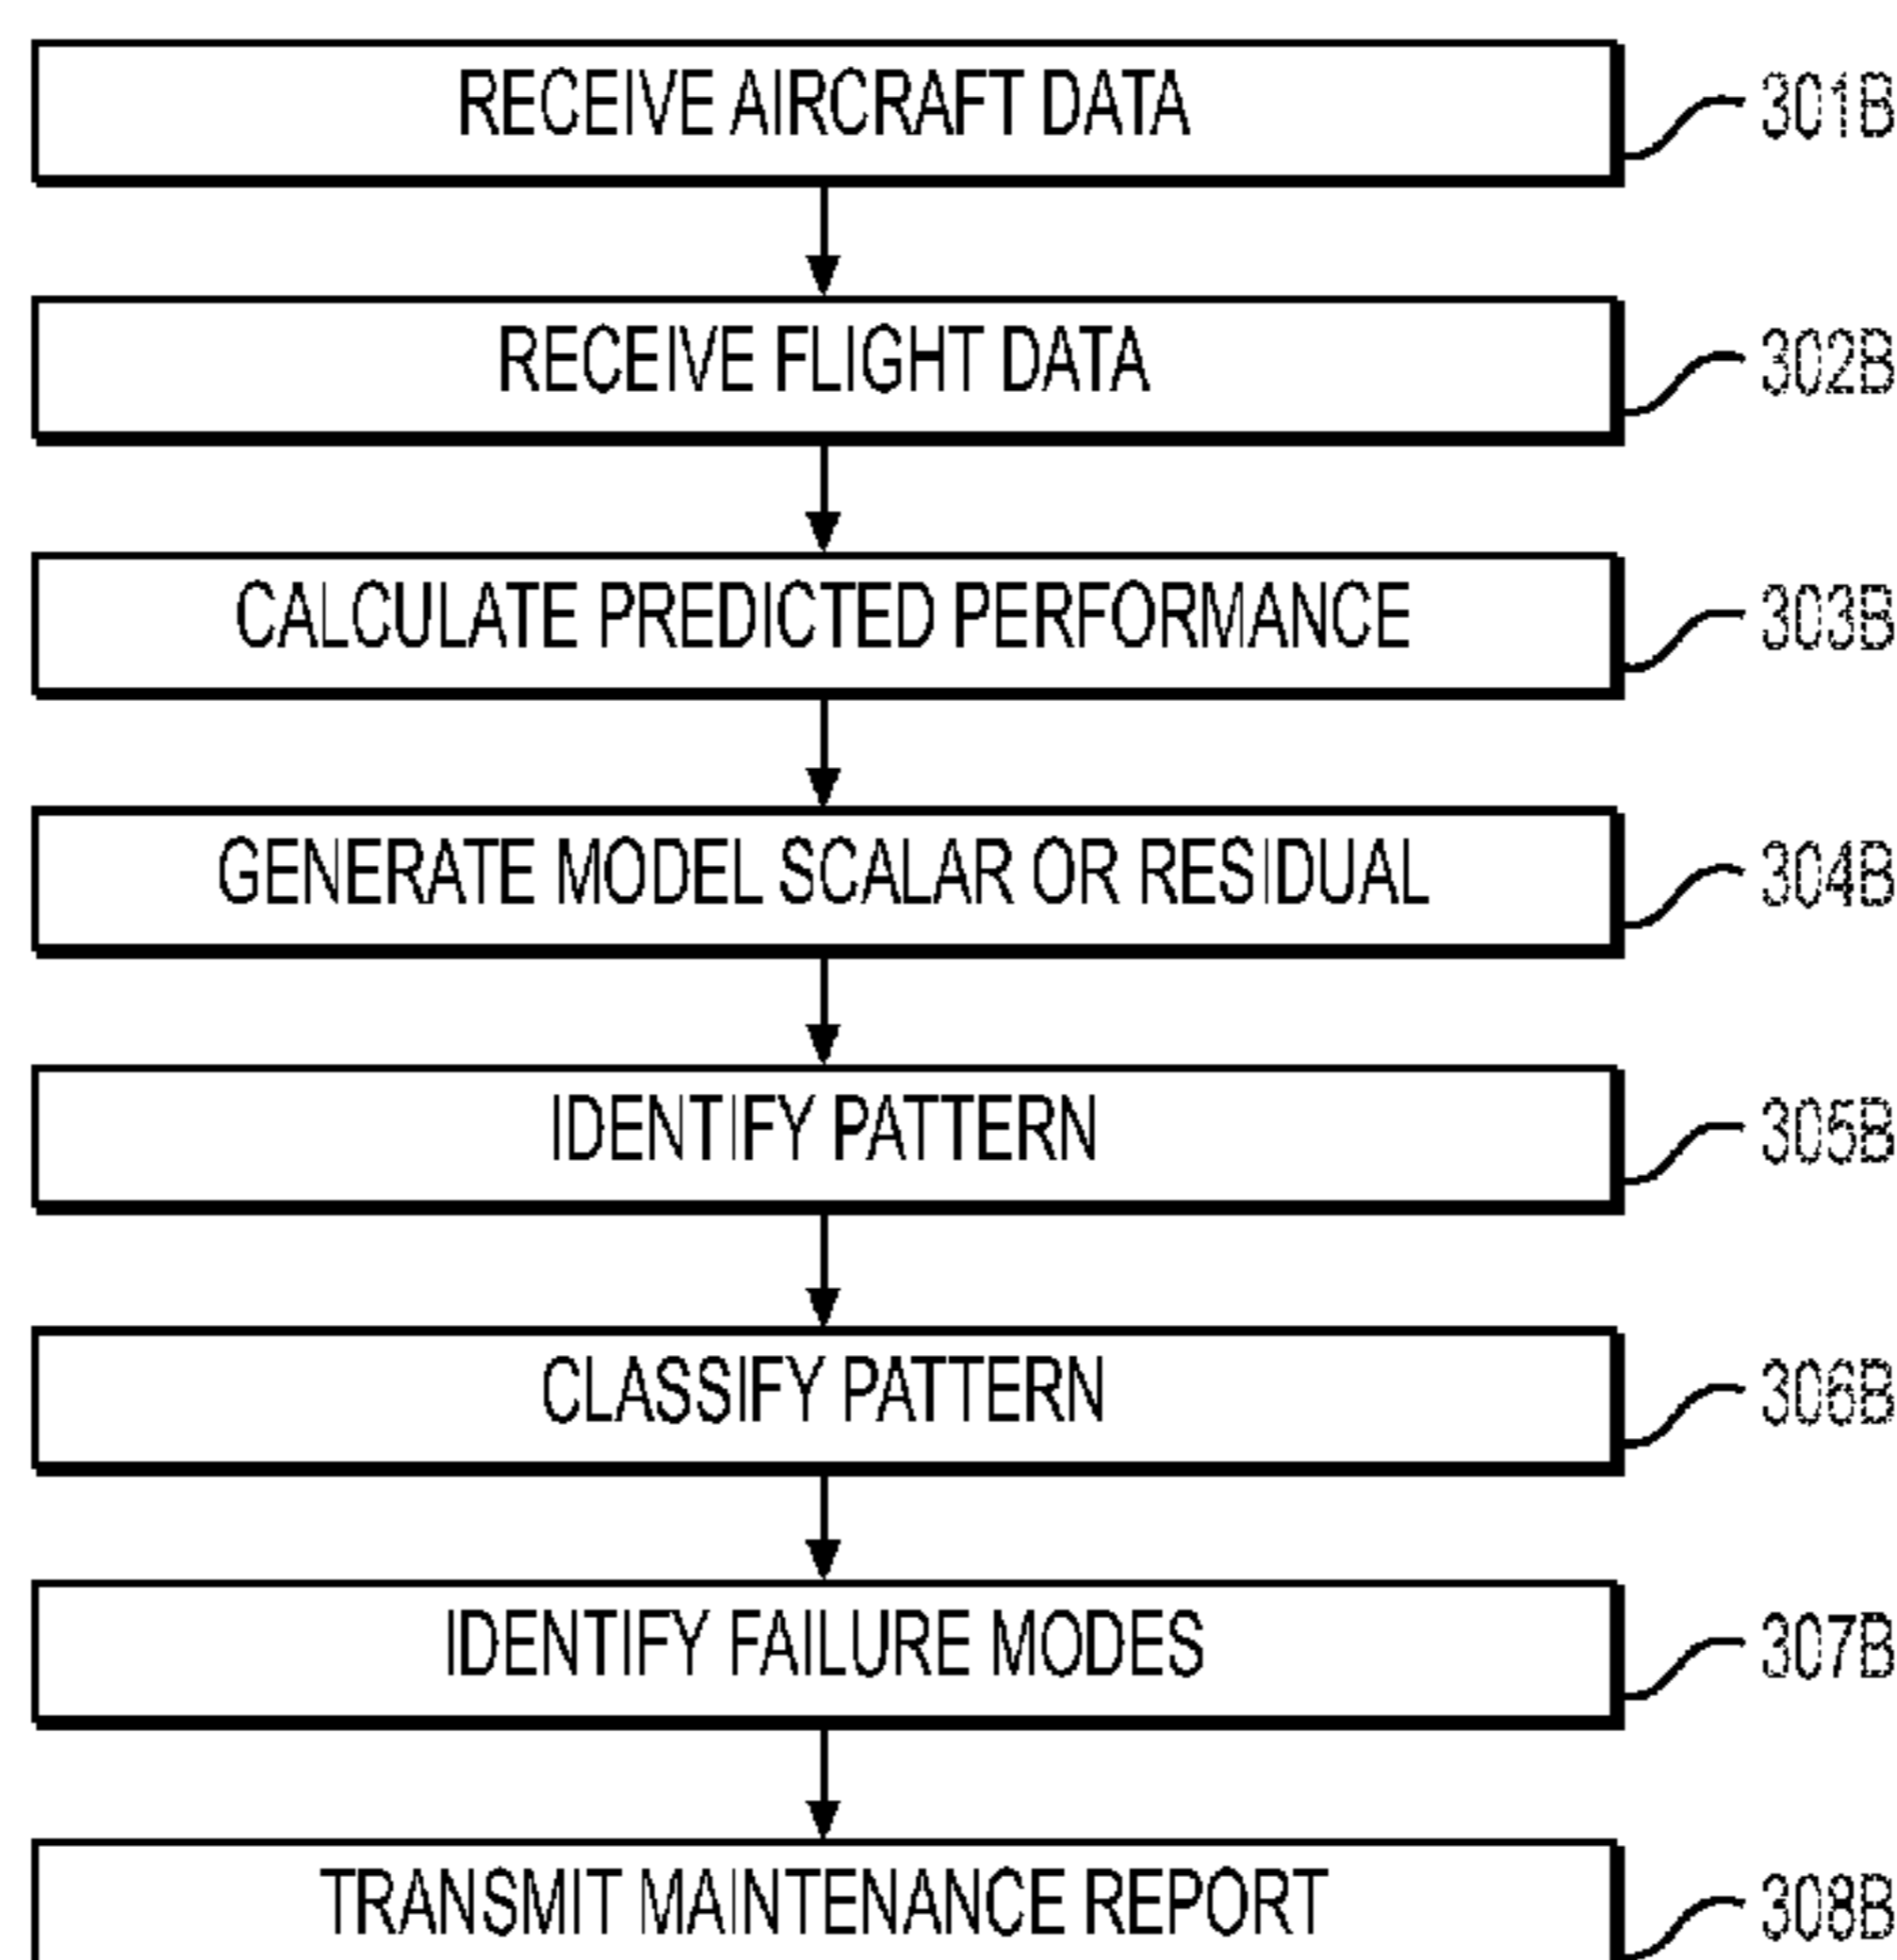 RECEIVE AIRCRAFT DATA 301B
RECEIVE FLIGHT DATA 302B
CALCULATE PREDICTED PERFORMANCE 303B
GENERATE MODEL SCALAR OR RESIDUAL 304B
IDENTIFY PATTERN 305B
CLASSIFY PATTERN 306B
IDENTIFY FAILURE MODES 307B
TRANSMIT MAINTENANCE REPORT 308B